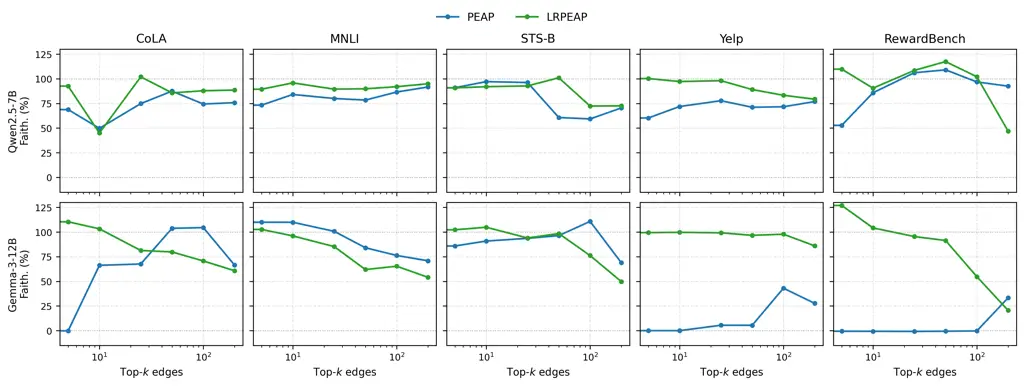 PEAP LRPEAP
CoLA MNLI STS-B Yelp RewardBench
Qwen2.5-7B
Faith. (%)
125
100
75
50
25
0
10¹ 10² 10¹ 10² 10¹ 10² 10¹ 10² 10¹ 10²
Gemma-3-12B
Faith. (%)
125
100
75
50
25
0
Top-k edges Top-k edges Top-k edges Top-k edges Top-k edges